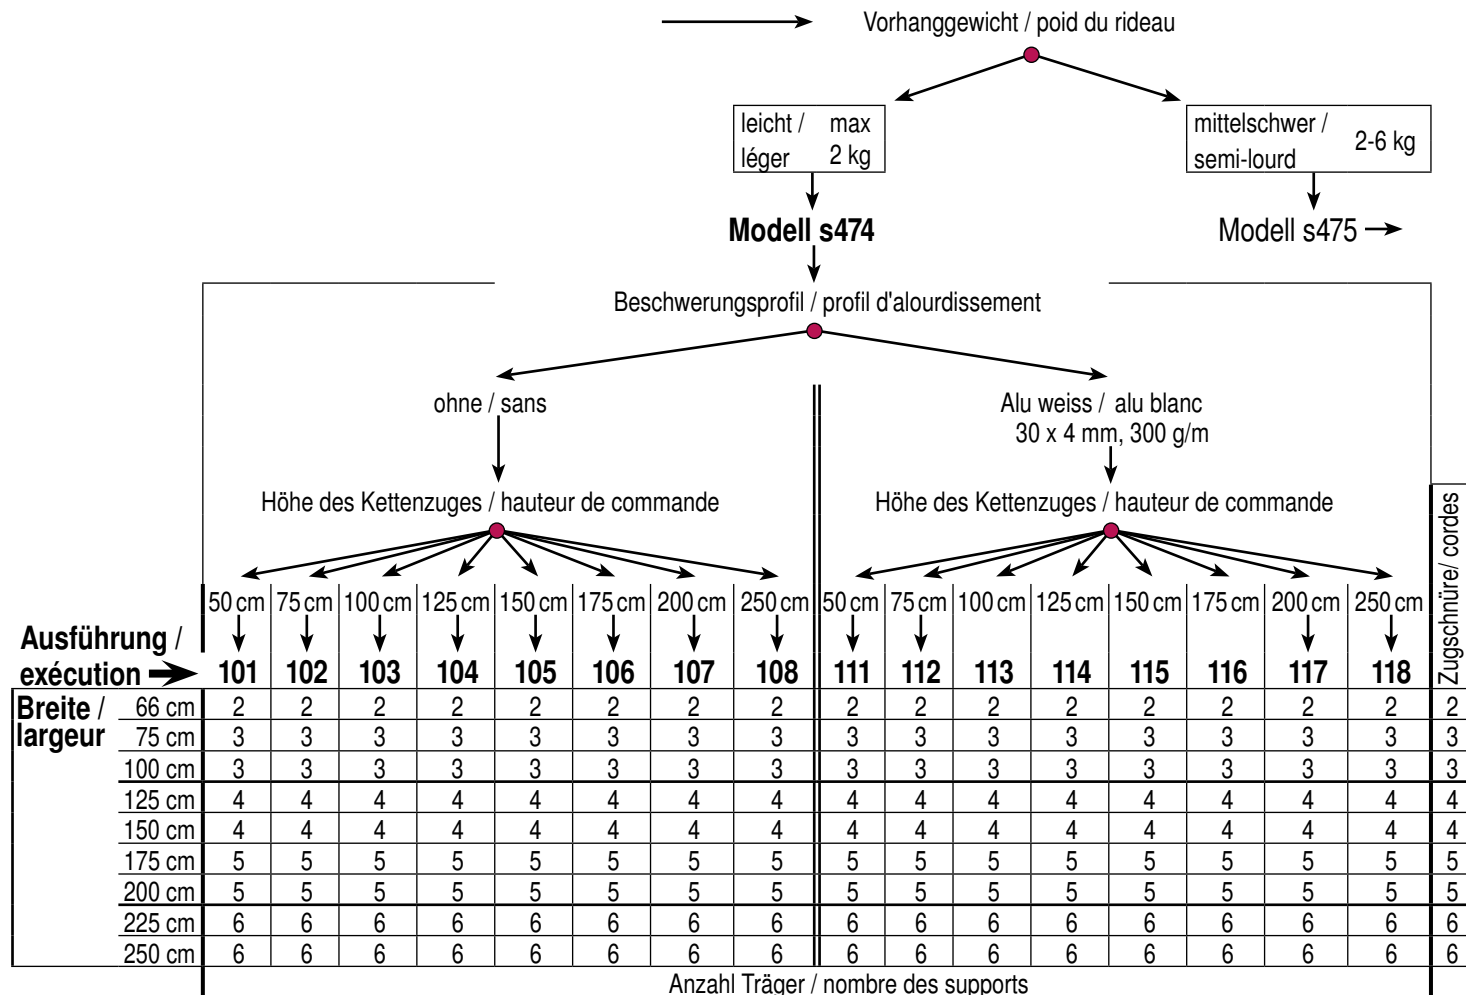 Vorhanggewicht / poid du rideau
leicht / max
léger 2 kg
mittelschwer / 2-6 kg
semi-lourd
Modell s474
Modell s475
Beschwerungsprofil / profil d'alourdissement
ohne / sans
Alu weiss / alu blanc
30 x 4 mm, 300 g/m
Höhe des Kettenzuges / hauteur de commande
Höhe des Kettenzuges / hauteur de commande
Zugschnüre/ cordes
50 cm 75 cm 100 cm 125 cm 150 cm 175 cm 200 cm 250 cm 50 cm 75 cm 100 cm 125 cm 150 cm 175 cm 200 cm 250 cm
Ausführung /
exécution 101 102 103 104 105 106 107 108 111 112 113 114 115 116 117 118
Breite / 66 cm 2 2 2 2 2 2 2 2 2 2 2 2 2 2 2 2 2
largeur 75 cm 3 3 3 3 3 3 3 3 3 3 3 3 3 3 3 3 3
100 cm 3 3 3 3 3 3 3 3 3 3 3 3 3 3 3 3 3
125 cm 4 4 4 4 4 4 4 4 4 4 4 4 4 4 4 4 4
150 cm 4 4 4 4 4 4 4 4 4 4 4 4 4 4 4 4 4
175 cm 5 5 5 5 5 5 5 5 5 5 5 5 5 5 5 5 5
200 cm 5 5 5 5 5 5 5 5 5 5 5 5 5 5 5 5 5
225 cm 6 6 6 6 6 6 6 6 6 6 6 6 6 6 6 6 6
250 cm 6 6 6 6 6 6 6 6 6 6 6 6 6 6 6 6 6
Anzahl Träger / nombre des supports